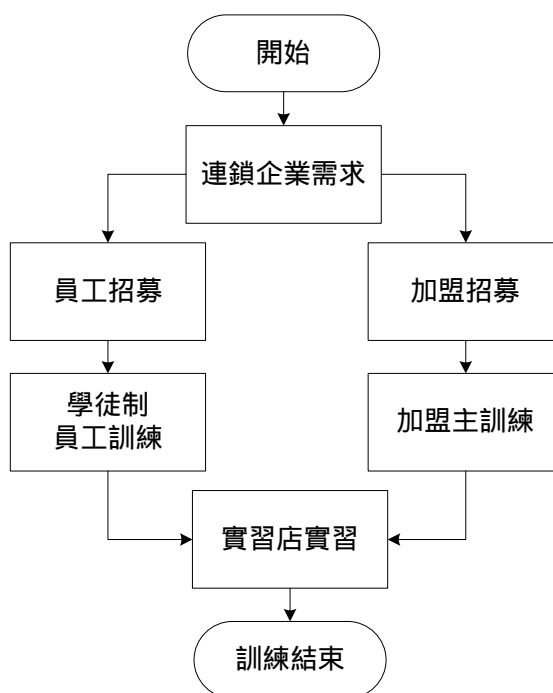 開始
連鎖企業需求
員工招募
加盟招募
學徒制
員工訓練
加盟主訓練
實習店實習
訓練結束